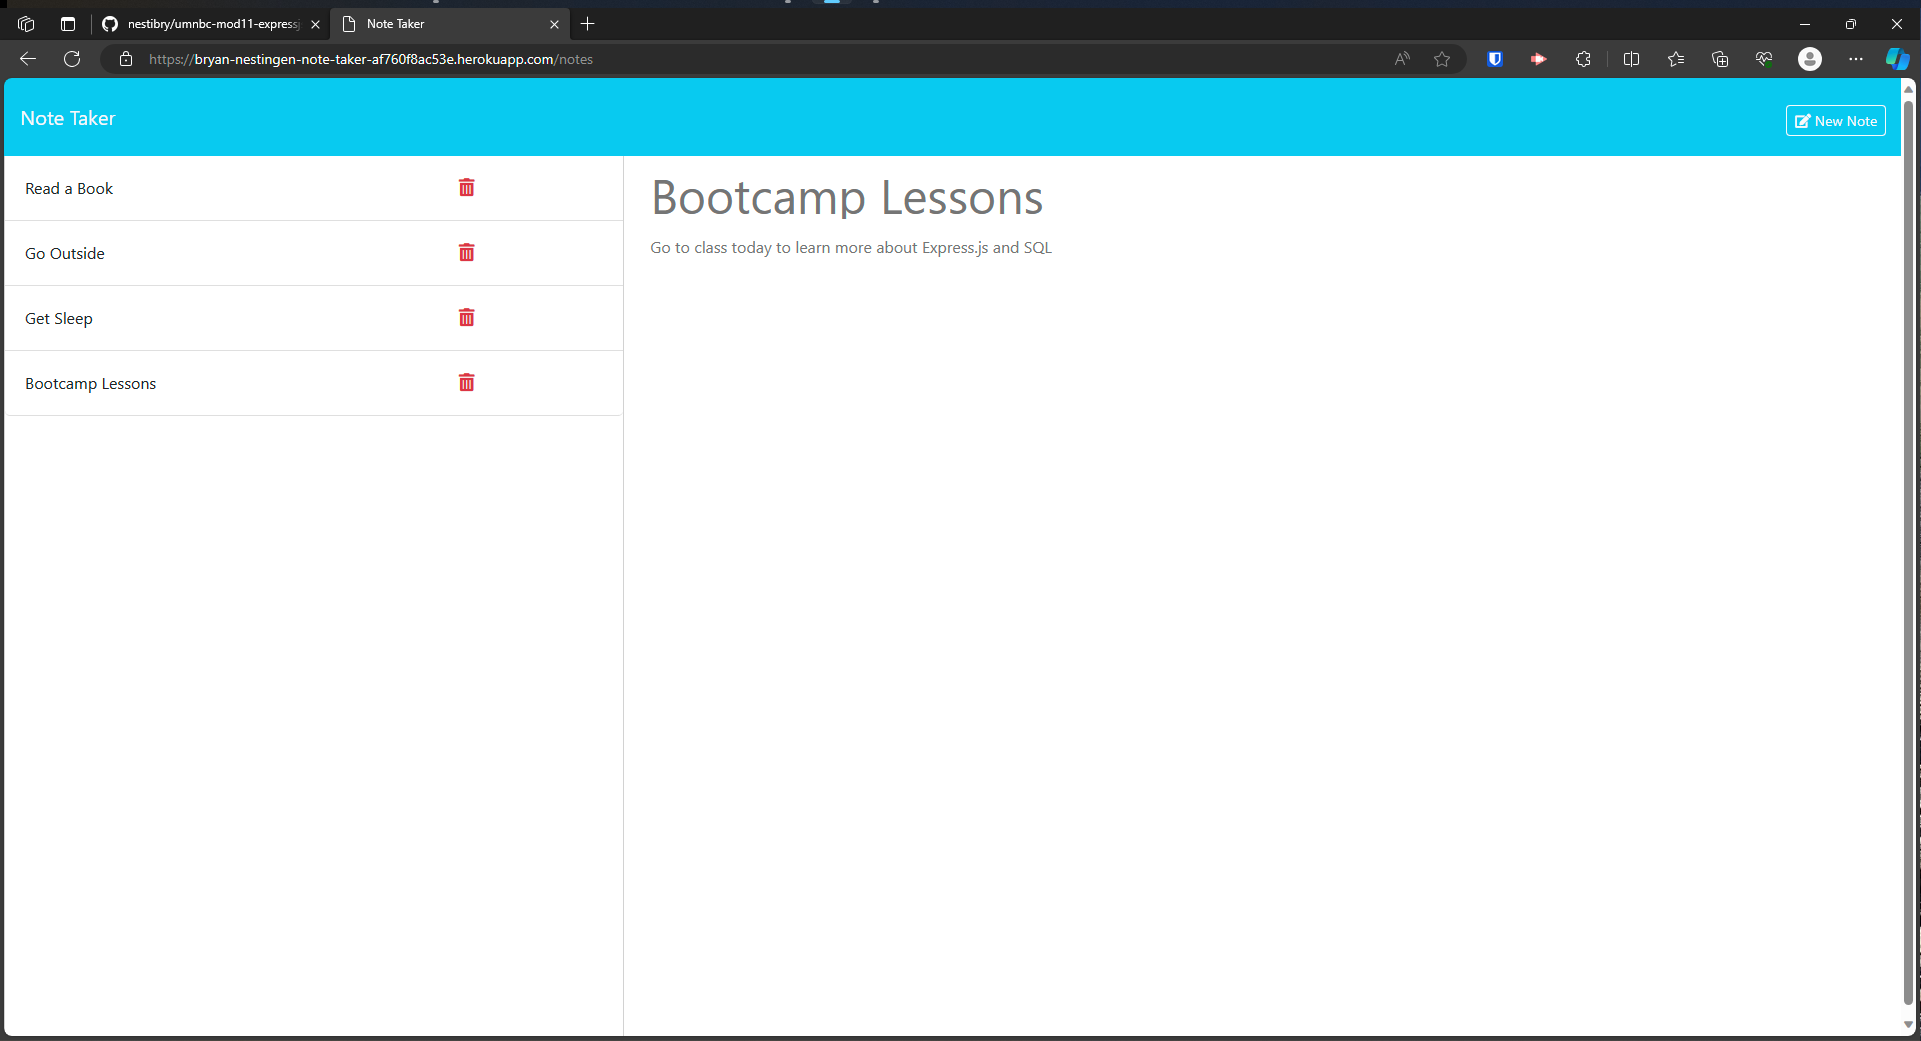 nestibry/umnbc-mod11-express
Note Taker
https://bryan-nestingen-note-taker-af760f8ac53e.herokuapp.com/notes
Note Taker
New Note
Read a Book
Go Outside
Get Sleep
Bootcamp Lessons
Bootcamp Lessons
Go to class today to learn more about Express.js and SQL